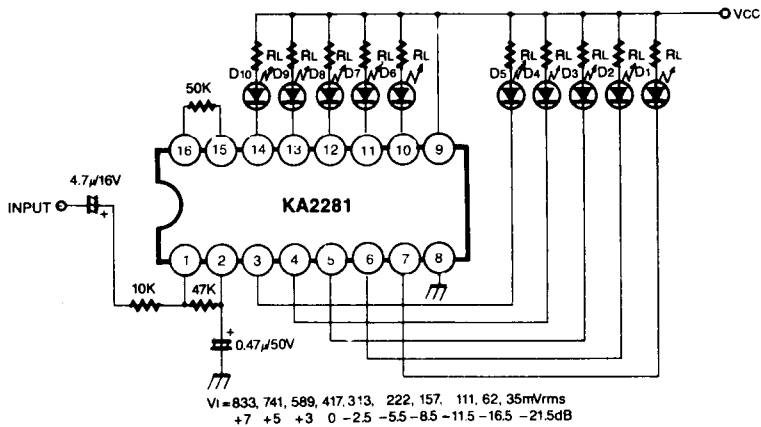 VCC
RL RL RL RL RL RL RL RL RL RL
D10 D9 D8 D7 D6 D5 D4 D3 D2 D1
50K
16 15 14 13 12 11 10 9
4.7μ/16V
INPUT
+
KA2281
1 2 3 4 5 6 7 8
10K 47K
+
0.47μ/50V
VI=833, 741, 589, 417, 313, 222, 157, 111, 62, 35mVrms
+7 +5 +3 0 −2.5 −5.5 −8.5 −11.5 −16.5 −21.5dB